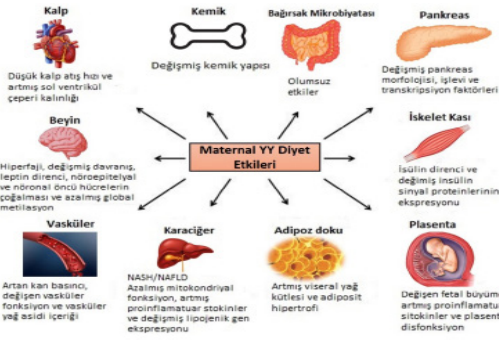 Kalp
Düşük kalp atış hızı ve
artmış sol ventrikül
çeperi kalınlığı
Kemik
Değişmiş kemik yapısı
Bağırsak Mikrobiyatası
Olumsuz
etkiler
Pankreas
Değişmiş pankreas
morfolojisi, işlevi ve
transkripsiyon faktörleri
Beyin
Hiperfaji, değişmiş davranış,
leptin direnci, nöroepitelyal
ve nöronal öncü hücrelerin
çoğalması ve azalmış global
metilasyon
Maternal YY Diyet
Etkileri
İskelet Kası
İsülin direnci ve
değimiş insülin
sinyal proteinlerinin
ekspresyonu
Vasküler
Artan kan basıncı,
değişen vasküler
fonksiyon ve vasküler
yağ asidi içeriği
Karaciğer
NASH/NAFLD
Azalmış mitokondriyal
fonksiyon, artmış
proinflamatuar stokinler
ve değişmiş lipojenik gen
ekspresyonu
Adipoz doku
Artmış viseral yağ
kütlesi ve adiposit
hipertrofi
Plasenta
Değişen fetal büyüme
artmış proinflamatua
sitokinler ve plasent
disfonksiyon